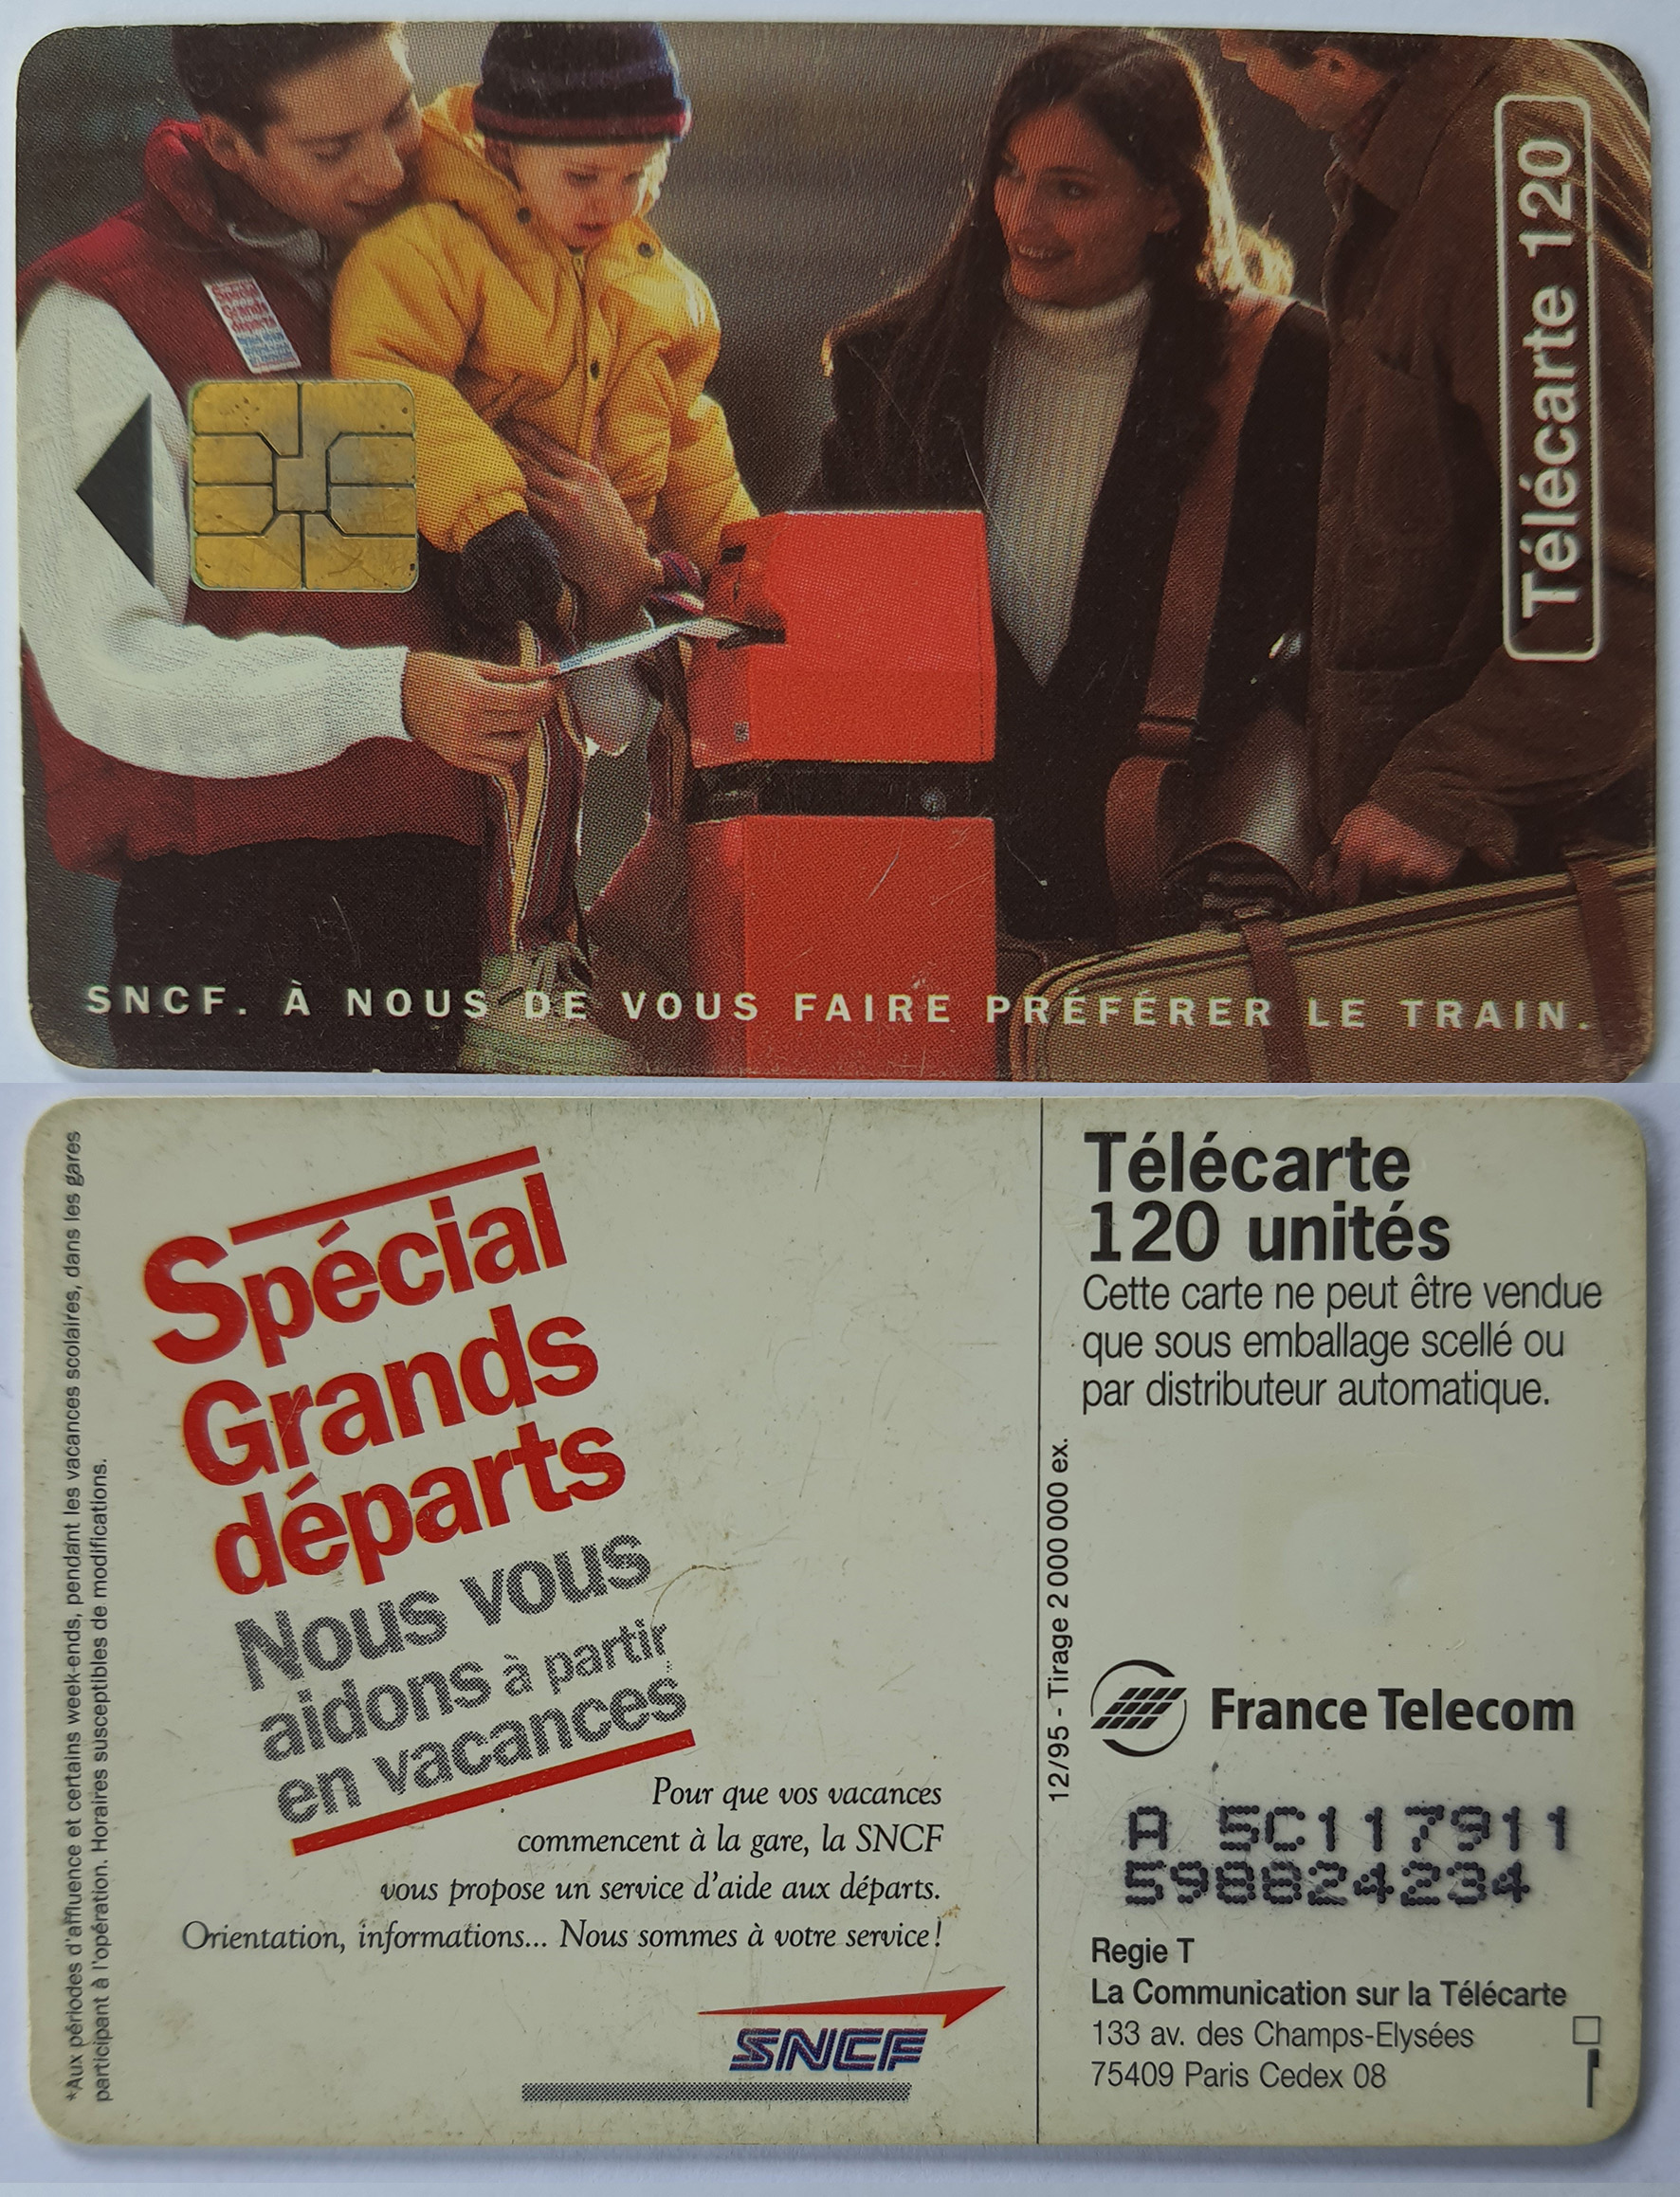 Spécial
Grands
départs
Télécarte 120
SNCF. À NOUS DE VOUS FAIRE PRÉFÉRER LE TRAIN.
*Aux périodes d'affluence et certains week-ends, pendant les vacances scolaires, dans les gares
participant à l'opération. Horaires susceptibles de modifications.
Spécial
Grands
départs
Nous vous
aidons à partir
en vacances
Pour que vos vacances
commencent à la gare, la SNCF
vous propose un service d'aide aux départs.
Orientation, informations... Nous sommes à votre service!
SNCF
12/95 - Tirage 2 000 000 ex.
Télécarte
120 unités
Cette carte ne peut être vendue
que sous emballage scellé ou
par distributeur automatique.
France Telecom
A 5C117911
598824234
Regie T
La Communication sur la Télécarte
133 av. des Champs-Elysées
75409 Paris Cedex 08